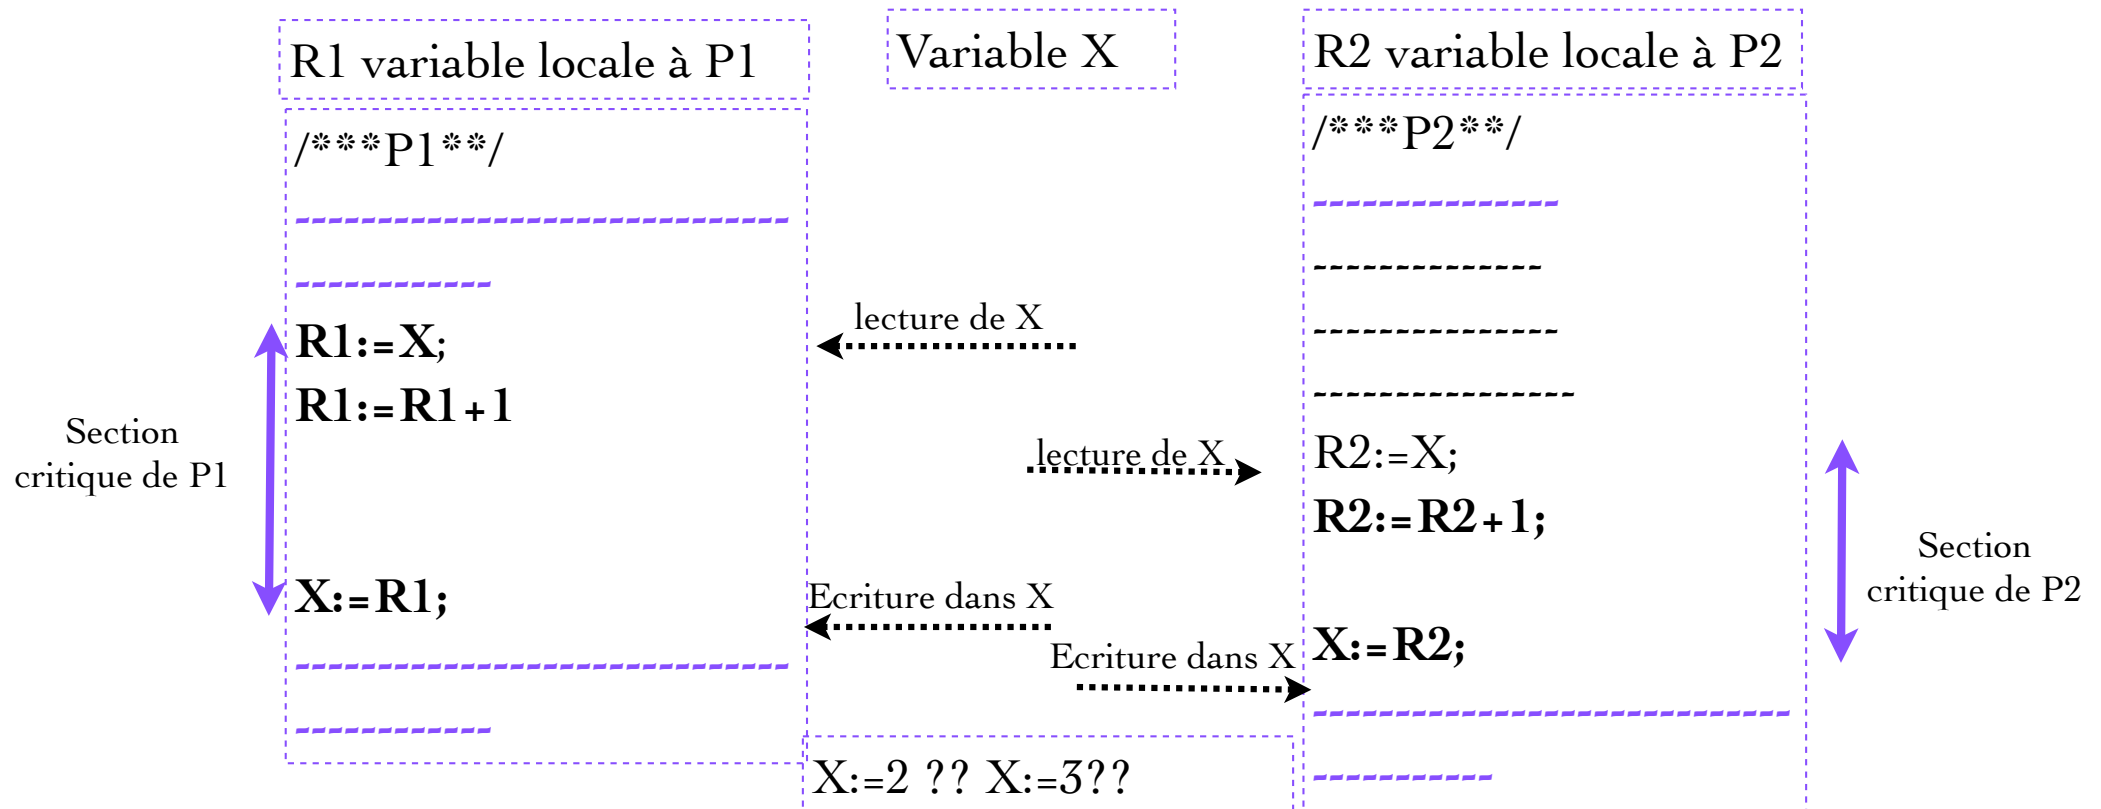 R1 variable locale à P1
Variable X
R2 variable locale à P2
/***P1**/
R1:=X;
R1:=R1+1
X:=R1;
Section
critique de P1
lecture de X
lecture de X
Ecriture dans X
Ecriture dans X
/***P2**/
R2:=X;
R2:=R2+1;
X:=R2;
Section
critique de P2
X:=2 ?? X:=3??